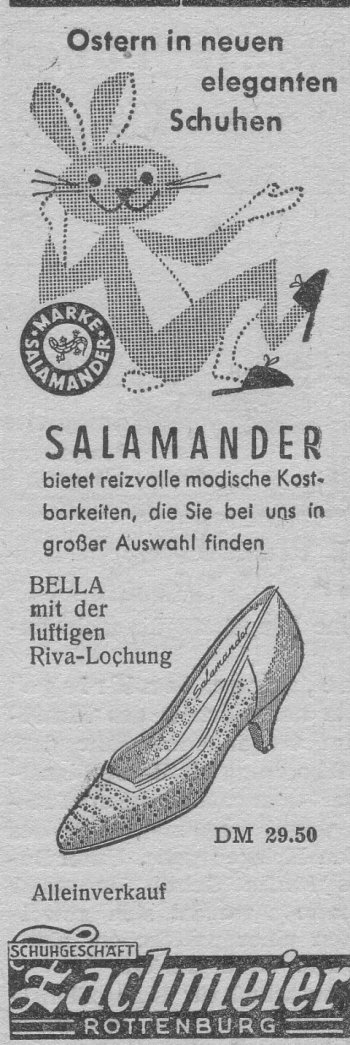 Ostern in neuen
eleganten
Schuhen
MARKE
SALAMANDER
SALAMANDER
bietet reizvolle modische Kost-
barkeiten, die Sie bei uns in
großer Auswahl finden
BELLA
mit der
luftigen
Riva-Lochung
Salamander
DM 29.50
Alleinverkauf
SCHUHGESCHÄFT
Zachmeier
ROTTENBURG